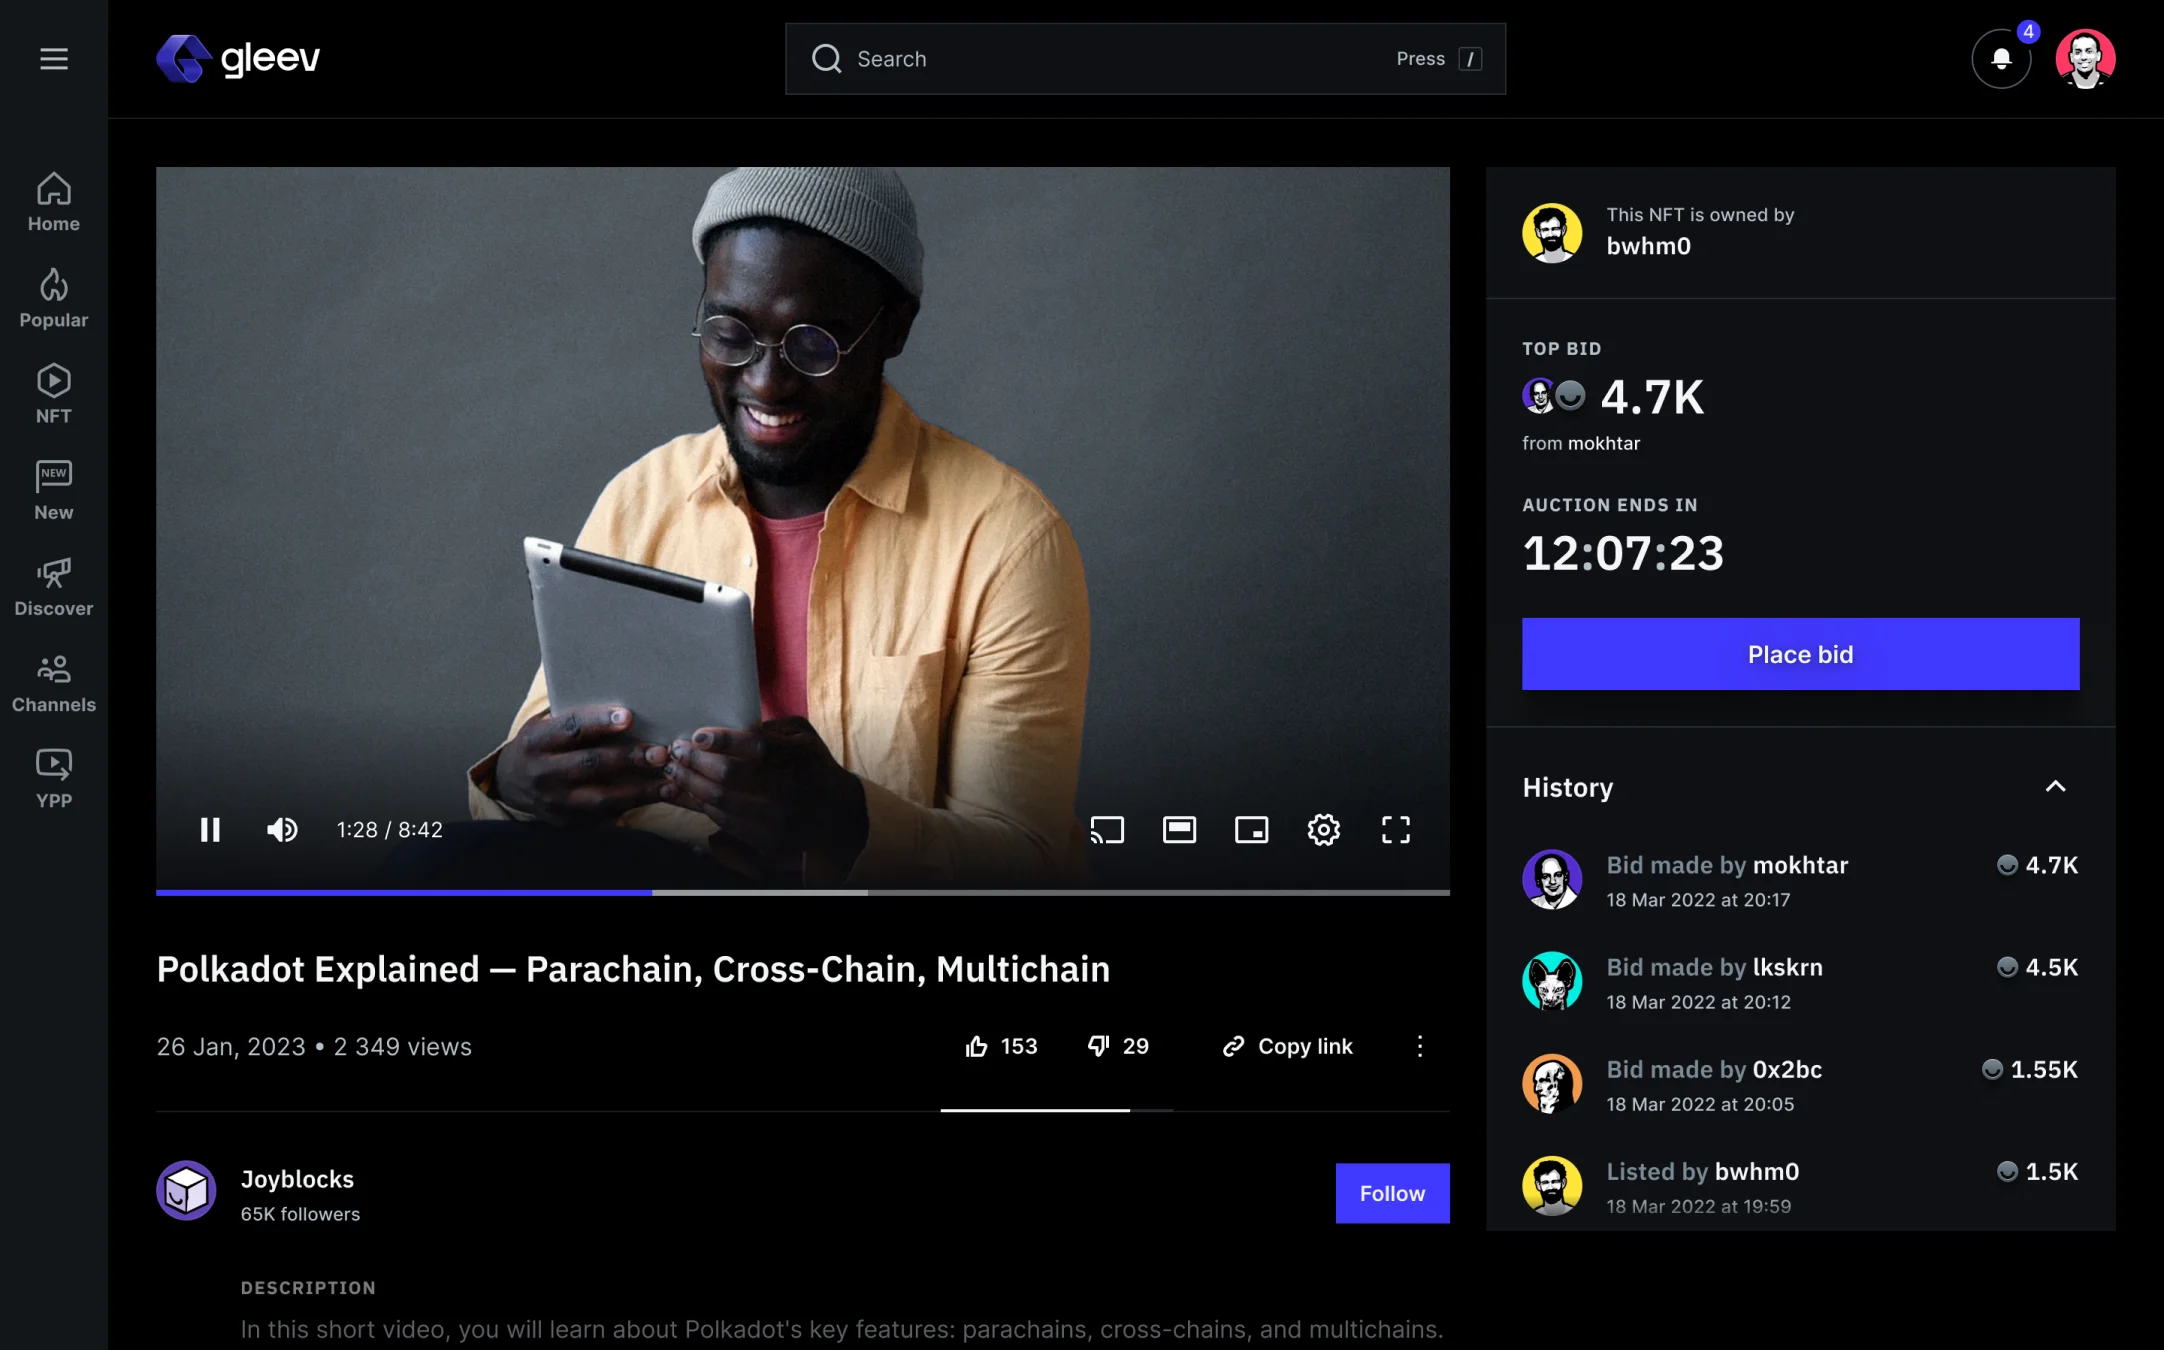 gleev
Search
Press /
4
Home
Popular
NFT
NEW
New
Discover
Channels
YPP
1:28 / 8:42
Polkadot Explained — Parachain, Cross-Chain, Multichain
26 Jan, 2023 • 2 349 views
153
29
Copy link
Joyblocks
65K followers
Follow
DESCRIPTION
In this short video, you will learn about Polkadot's key features: parachains, cross-chains, and multichains.
This NFT is owned by
bwhm0
TOP BID
4.7K
from mokhtar
AUCTION ENDS IN
12:07:23
Place bid
History
Bid made by mokhtar
4.7K
18 Mar 2022 at 20:17
Bid made by lkskrn
4.5K
18 Mar 2022 at 20:12
Bid made by 0x2bc
1.55K
18 Mar 2022 at 20:05
Listed by bwhm0
1.5K
18 Mar 2022 at 19:59